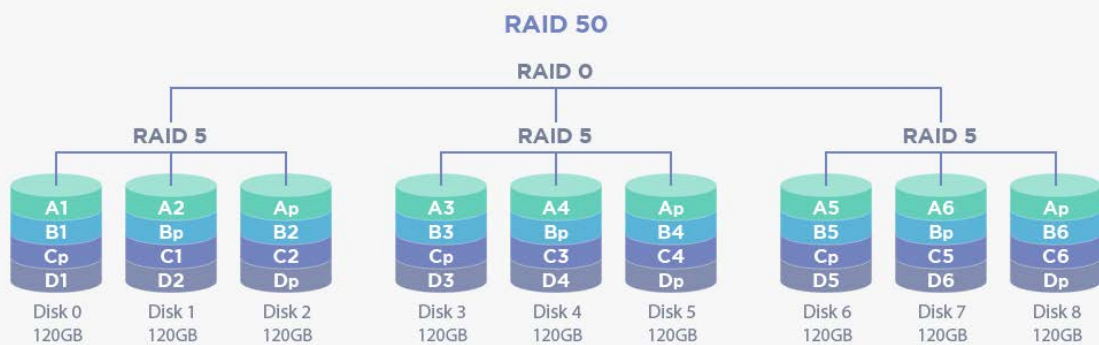 RAID 50
RAID 0
RAID 5 RAID 5 RAID 5
A1 A2 Ap A3 A4 Ap A5 A6 Ap
B1 Bp B2 B3 Bp B4 B5 Bp B6
Cp C1 C2 Cp C3 C4 Cp C5 C6
D1 D2 Dp D3 D4 Dp D5 D6 Dp
Disk 0 Disk 1 Disk 2 Disk 3 Disk 4 Disk 5 Disk 6 Disk 7 Disk 8
120GB 120GB 120GB 120GB 120GB 120GB 120GB 120GB 120GB